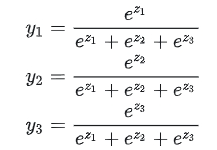 y₁ = e^{z₁} / (e^{z₁} + e^{z₂} + e^{z₃})
y₂ = e^{z₂} / (e^{z₁} + e^{z₂} + e^{z₃})
y₃ = e^{z₃} / (e^{z₁} + e^{z₂} + e^{z₃})